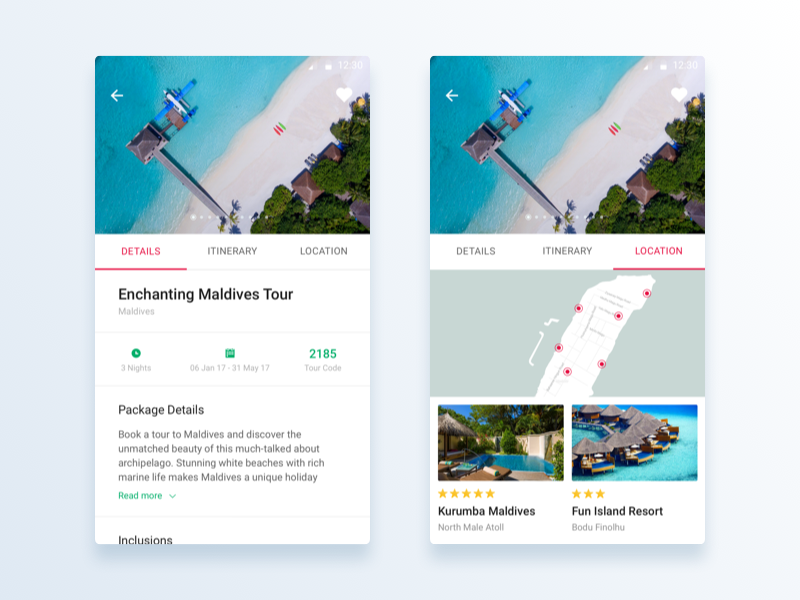 12:30
DETAILS
ITINERARY
LOCATION
Enchanting Maldives Tour
Maldives
3 Nights
06 Jan 17 - 31 May 17
2185
Tour Code
Package Details
Book a tour to Maldives and discover the
unmatched beauty of this much-talked about
archipelago. Stunning white beaches with rich
marine life makes Maldives a unique holiday
Read more
Inclusions
12:30
DETAILS
ITINERARY
LOCATION
Kurumba Maldives
North Male Atoll
Fun Island Resort
Bodu Finolhu